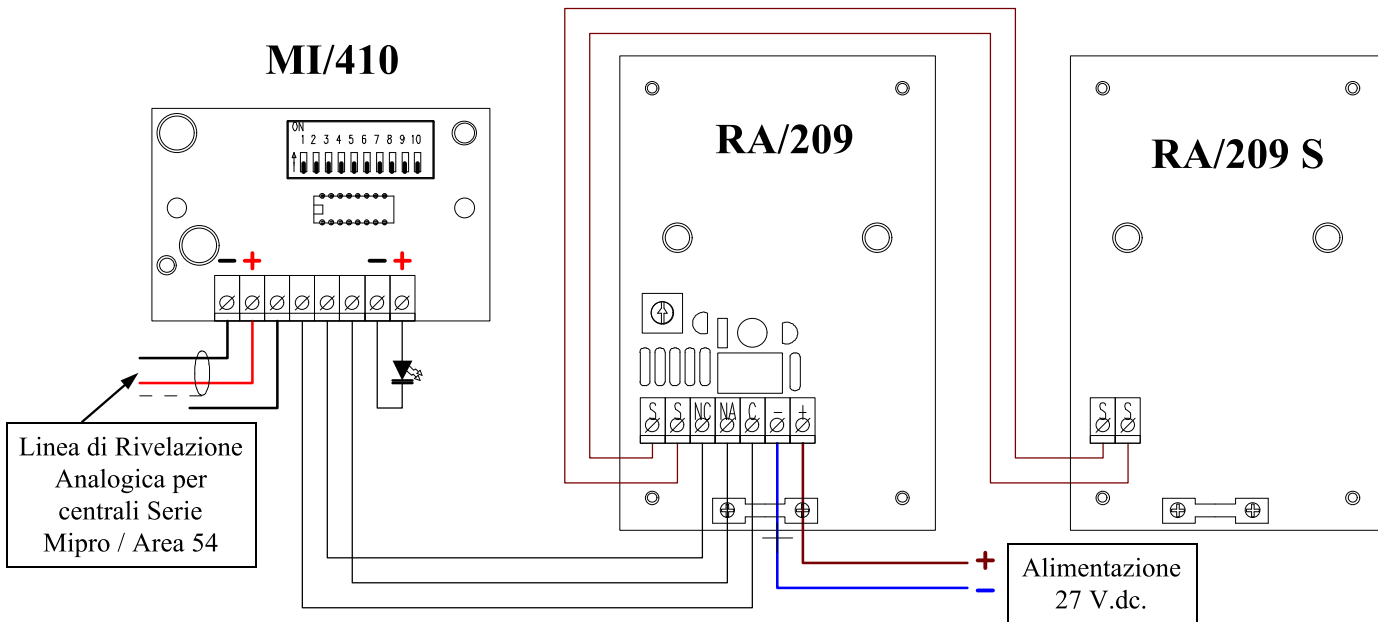 MI/410
RA/209
RA/209 S
ON
1 2 3 4 5 6 7 8 9 10
− + − +
S S NC NA C − +
S S
Linea di Rivelazione
Analogica per
centrali Serie
Mipro / Area 54
+
−
Alimentazione
27 V.dc.